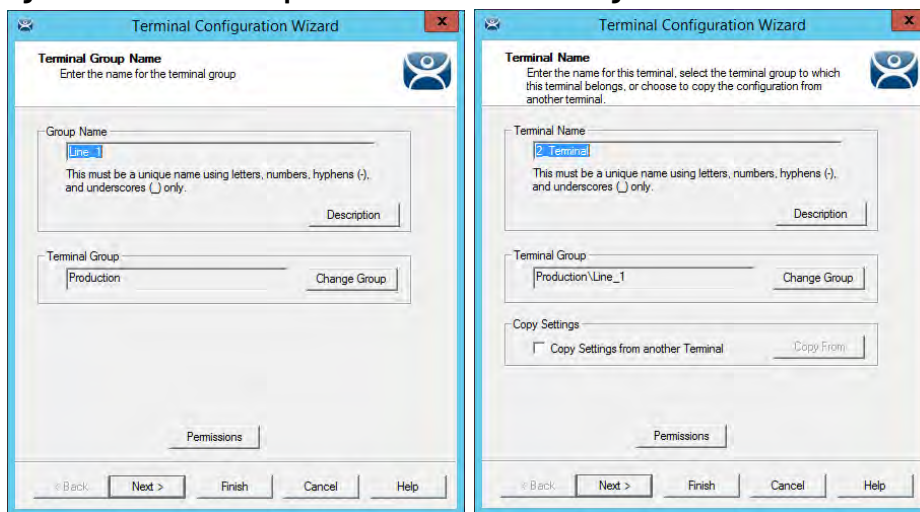 Terminal Configuration Wizard
x
Terminal Group Name
Enter the name for the terminal group
Group Name
Line_1
This must be a unique name using letters, numbers, hyphens (-),
and underscores (_) only.
Description
Terminal Group
Production
Change Group
Permissions
< Back
Next >
Finish
Cancel
Help
Terminal Configuration Wizard
x
Terminal Name
Enter the name for this terminal, select the terminal group to which
this terminal belongs, or choose to copy the configuration from
another terminal.
Terminal Name
2_Terminal
This must be a unique name using letters, numbers, hyphens (-),
and underscores (_) only.
Description
Terminal Group
Production\Line_1
Change Group
Copy Settings
Copy Settings from another Terminal
Copy From
Permissions
< Back
Next >
Finish
Cancel
Help